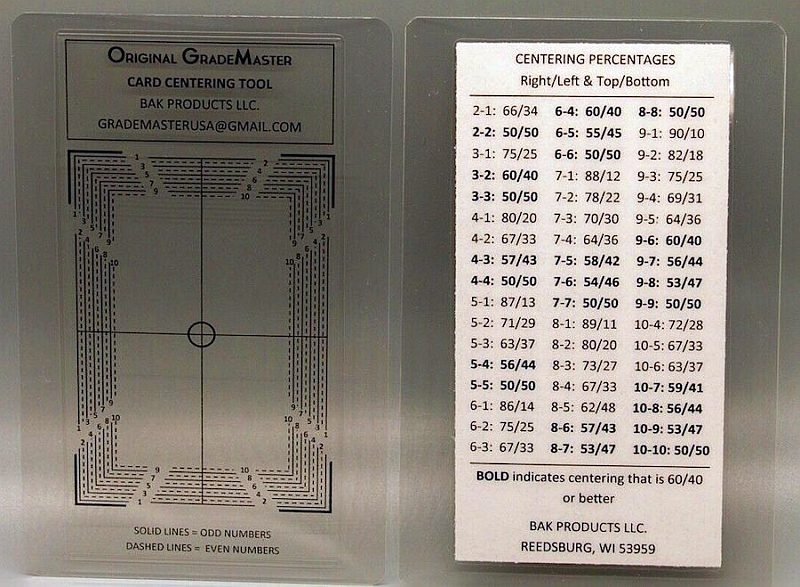 ORIGINAL GRADEMASTER
CARD CENTERING TOOL
BAK PRODUCTS LLC.
GRADEMASTERUSA@GMAIL.COM
SOLID LINES = ODD NUMBERS
DASHED LINES = EVEN NUMBERS
CENTERING PERCENTAGES
Right/Left & Top/Bottom
2-1: 66/34 6-4: 60/40 8-8: 50/50
2-2: 50/50 6-5: 55/45 9-1: 90/10
3-1: 75/25 6-6: 50/50 9-2: 82/18
3-2: 60/40 7-1: 88/12 9-3: 75/25
3-3: 50/50 7-2: 78/22 9-4: 69/31
4-1: 80/20 7-3: 70/30 9-5: 64/36
4-2: 67/33 7-4: 64/36 9-6: 60/40
4-3: 57/43 7-5: 58/42 9-7: 56/44
4-4: 50/50 7-6: 54/46 9-8: 53/47
5-1: 87/13 7-7: 50/50 9-9: 50/50
5-2: 71/29 8-1: 89/11 10-4: 72/28
5-3: 63/37 8-2: 80/20 10-5: 67/33
5-4: 56/44 8-3: 73/27 10-6: 63/37
5-5: 50/50 8-4: 67/33 10-7: 59/41
6-1: 86/14 8-5: 62/48 10-8: 56/44
6-2: 75/25 8-6: 57/43 10-9: 53/47
6-3: 67/33 8-7: 53/47 10-10: 50/50
BOLD indicates centering that is 60/40
or better
BAK PRODUCTS LLC.
REEDSBURG, WI 53959